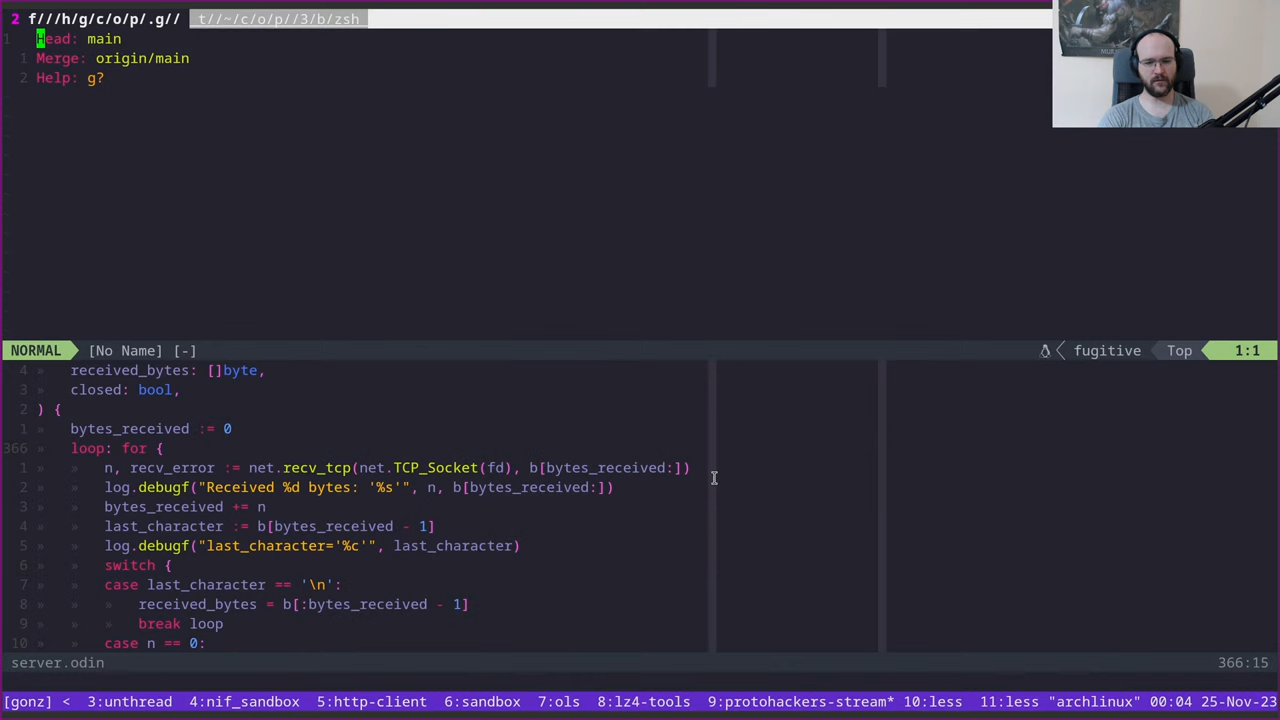 2 f///h/g/c/o/p/.g// t//~/c/o/p//3/b/zsh
1 Head: main
1 Merge: origin/main
2 Help: g?
NORMAL [No Name] [-] fugitive Top 1:1
4 » received_bytes: []byte,
3 » closed: bool,
2 ) {
1 » bytes_received := 0
366 loop: for {
1 » » n, recv_error := net.recv_tcp(net.TCP_Socket(fd), b[bytes_received:])
2 » » log.debugf("Received %d bytes: '%s'", n, b[bytes_received:])
3 » » bytes_received += n
4 » » last_character := b[bytes_received - 1]
5 » » log.debugf("last_character='%c'", last_character)
6 » » switch {
7 » » case last_character == '\n':
8 » » » received_bytes = b[:bytes_received - 1]
9 » » » break loop
10 » » case n == 0:
server.odin 366:15
[gonz] < 3:unthread 4:nif_sandbox 5:http-client 6:sandbox 7:ols 8:lz4-tools 9:protohackers-stream* 10:less 11:less "archlinux" 00:04 25-Nov-23